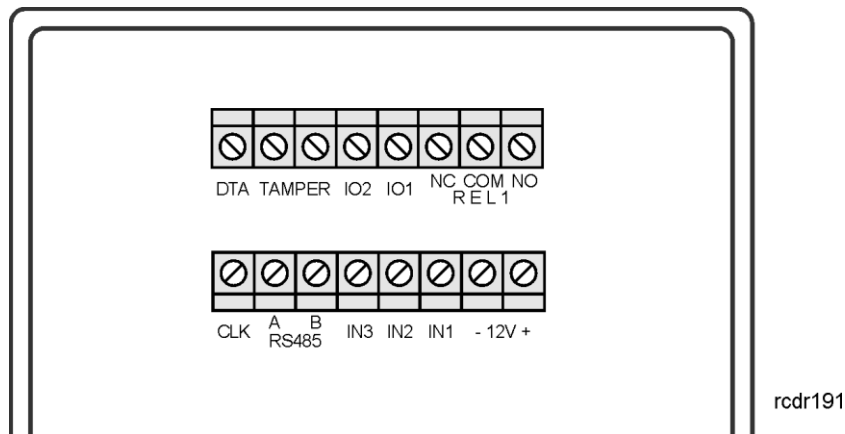 DTA TAMPER IO2 IO1 NC COM NO
REL1
CLK A B IN3 IN2 IN1 - 12V +
RS485
rcdr191